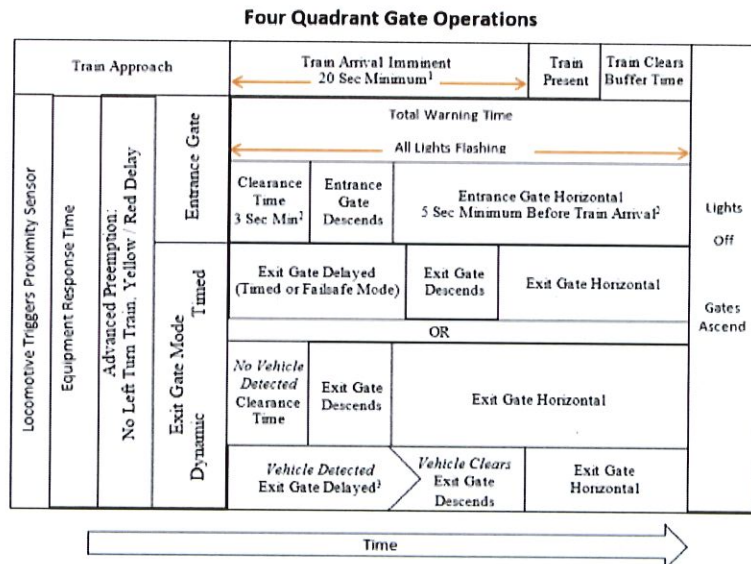 Four Quadrant Gate Operations
Train Approach
Train Arrival Imminent
20 Sec Minimum¹
Train
Present
Train Clears
Buffer Time
Locomotive Triggers Proximity Sensor
Equipment Response Time
Advanced Preemption:
No Left Turn Train, Yellow / Red Delay
Entrance Gate
Total Warning Time
All Lights Flashing
Clearance
Time
3 Sec Min²
Entrance
Gate
Descends
Entrance Gate Horizontal
5 Sec Minimum Before Train Arrival²
Exit Gate Mode
Timed
Exit Gate Delayed
(Timed or Failsafe Mode)
Exit Gate
Descends
Exit Gate Horizontal
OR
Dynamic
No Vehicle
Detected
Clearance
Time
Exit Gate
Descends
Exit Gate Horizontal
Vehicle Detected
Exit Gate Delayed³
Vehicle Clears
Exit Gate
Descends
Exit Gate
Horizontal
Lights
Off
Gates
Ascend
Time